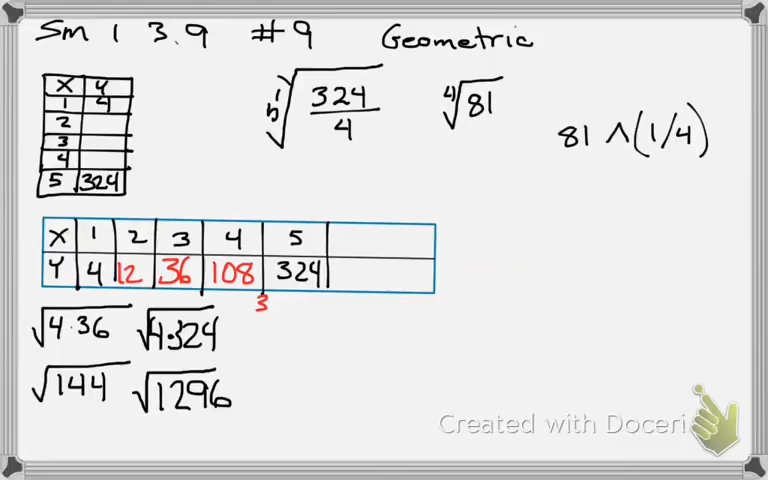 Sm 1 3.9 #9 Geometric
X Y
1 4
2
3
4
5 324
n√ 324/4
4√81
81 ^(1/4)
X 1 2 3 4 5
Y 4 12 36 108 324
3
√4·36 √4·324
√144 √1296
Created with Doceri